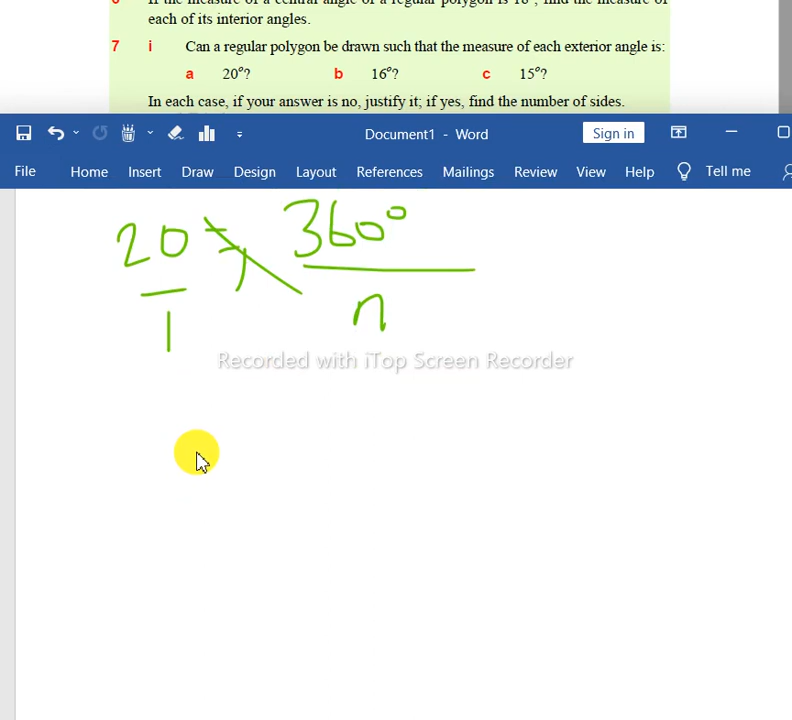 each of its interior angles.
7 i Can a regular polygon be drawn such that the measure of each exterior angle is:
a 20°? b 16°? c 15°?
In each case, if your answer is no, justify it; if yes, find the number of sides.
Document1 - Word Sign in
File Home Insert Draw Design Layout References Mailings Review View Help Tell me
20 = 360°
1 n
Recorded with iTop Screen Recorder